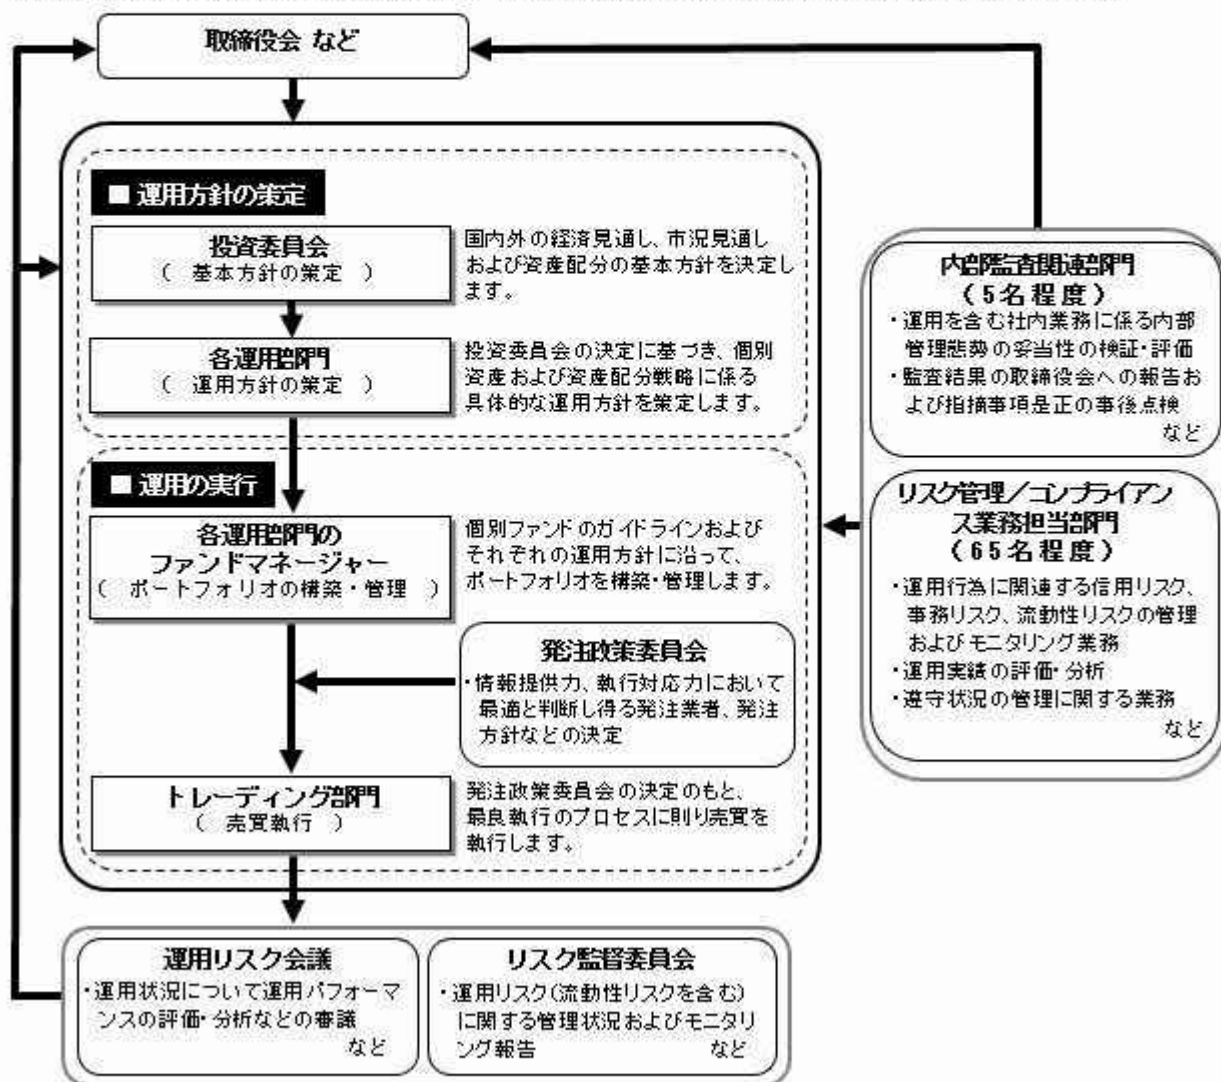 取締役会 など
■ 運用方針の策定
投資委員会
( 基本方針の策定 )
国内外の経済見通し、市況見通し
および資産配分の基本方針を決定し
ます。
各運用部門
( 運用方針の策定 )
投資委員会の決定に基づき、個別
資産および資産配分戦略に係る
具体的な運用方針を策定します。
■ 運用の実行
各運用部門の
ファンドマネージャー
( ポートフォリオの構築・管理 )
個別ファンドのガイドラインおよび
それぞれの運用方針に沿って、
ポートフォリオを構築・管理します。
発注政策委員会
・情報提供力、執行対応力において
最適と判断し得る発注業者、発注
方針などの決定
トレーディング部門
( 売買執行 )
発注政策委員会の決定のもと、
最良執行のプロセスに則り売買を
執行します。
内部監査関連部門
(5名程度)
・運用を含む社内業務に係る内部
管理態勢の妥当性の検証・評価
・監査結果の取締役会への報告お
よび指摘事項是正の事後点検
など
リスク管理/コンプライアン
ス業務担当部門
(65名程度)
・運用行為に関連する信用リスク、
事務リスク、流動性リスクの管理
およびモニタリング業務
・運用実績の評価・分析
・遵守状況の管理に関する業務
など
運用リスク会議
・運用状況について運用パフォーマ
ンスの評価・分析などの審議
など
リスク監督委員会
・運用リスク(流動性リスクを含む)
に関する管理状況およびモニタリ
ング報告 など